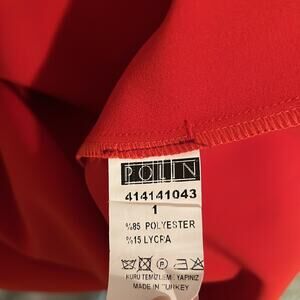 POLIN
414141043
1
%85 POLYESTER
%15 LYCRA
KURU TEMİZLEME YAPINIZ
MADE IN TURKEY